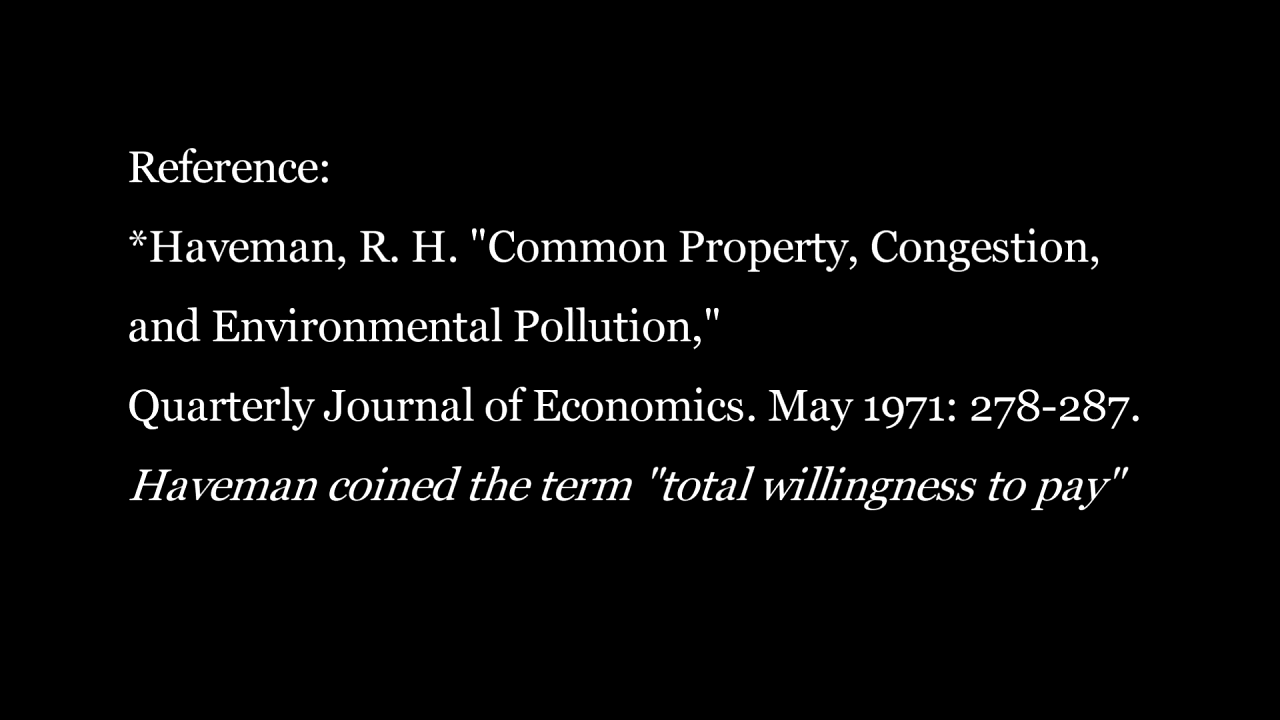 Reference:
*Haveman, R. H. "Common Property, Congestion,
and Environmental Pollution,"
Quarterly Journal of Economics. May 1971: 278-287.
Haveman coined the term "total willingness to pay"